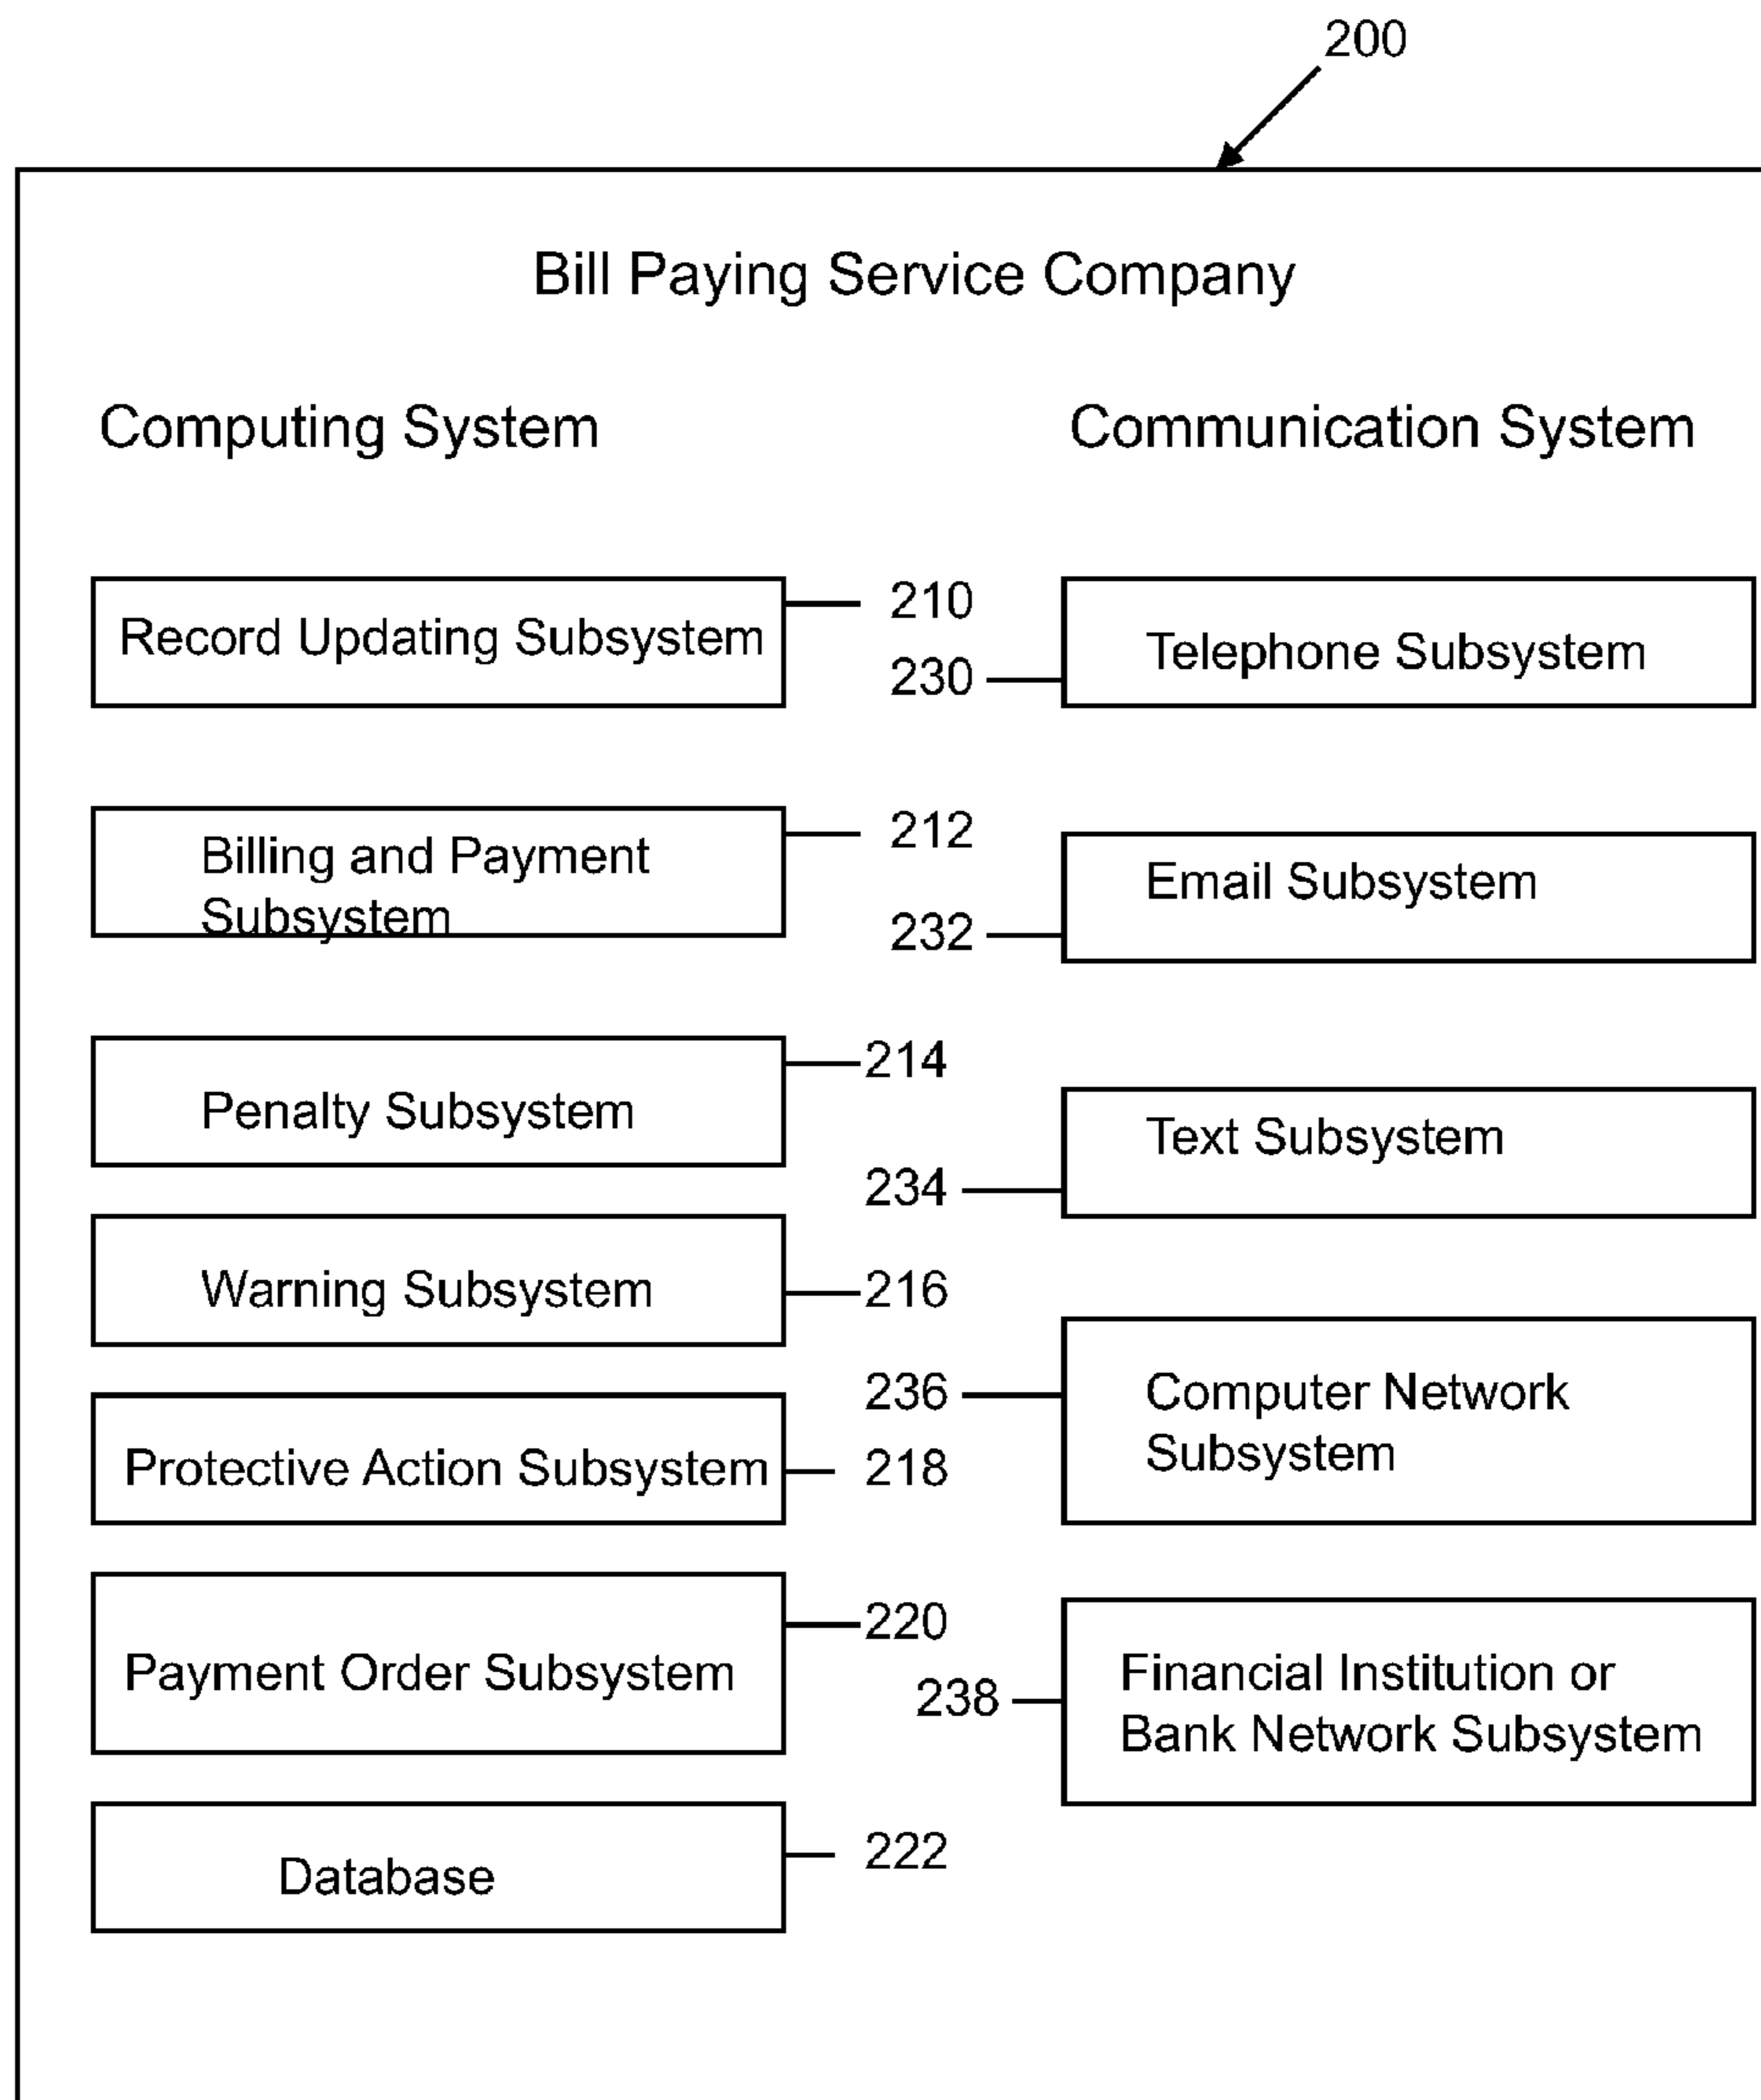 200
Bill Paying Service Company
Computing System
Communication System
Record Updating Subsystem
210
230
Telephone Subsystem
Billing and Payment
Subsystem
212
232
Email Subsystem
Penalty Subsystem
214
234
Text Subsystem
Warning Subsystem
216
236
Computer Network
Subsystem
Protective Action Subsystem
218
Payment Order Subsystem
220
238
Financial Institution or
Bank Network Subsystem
Database
222